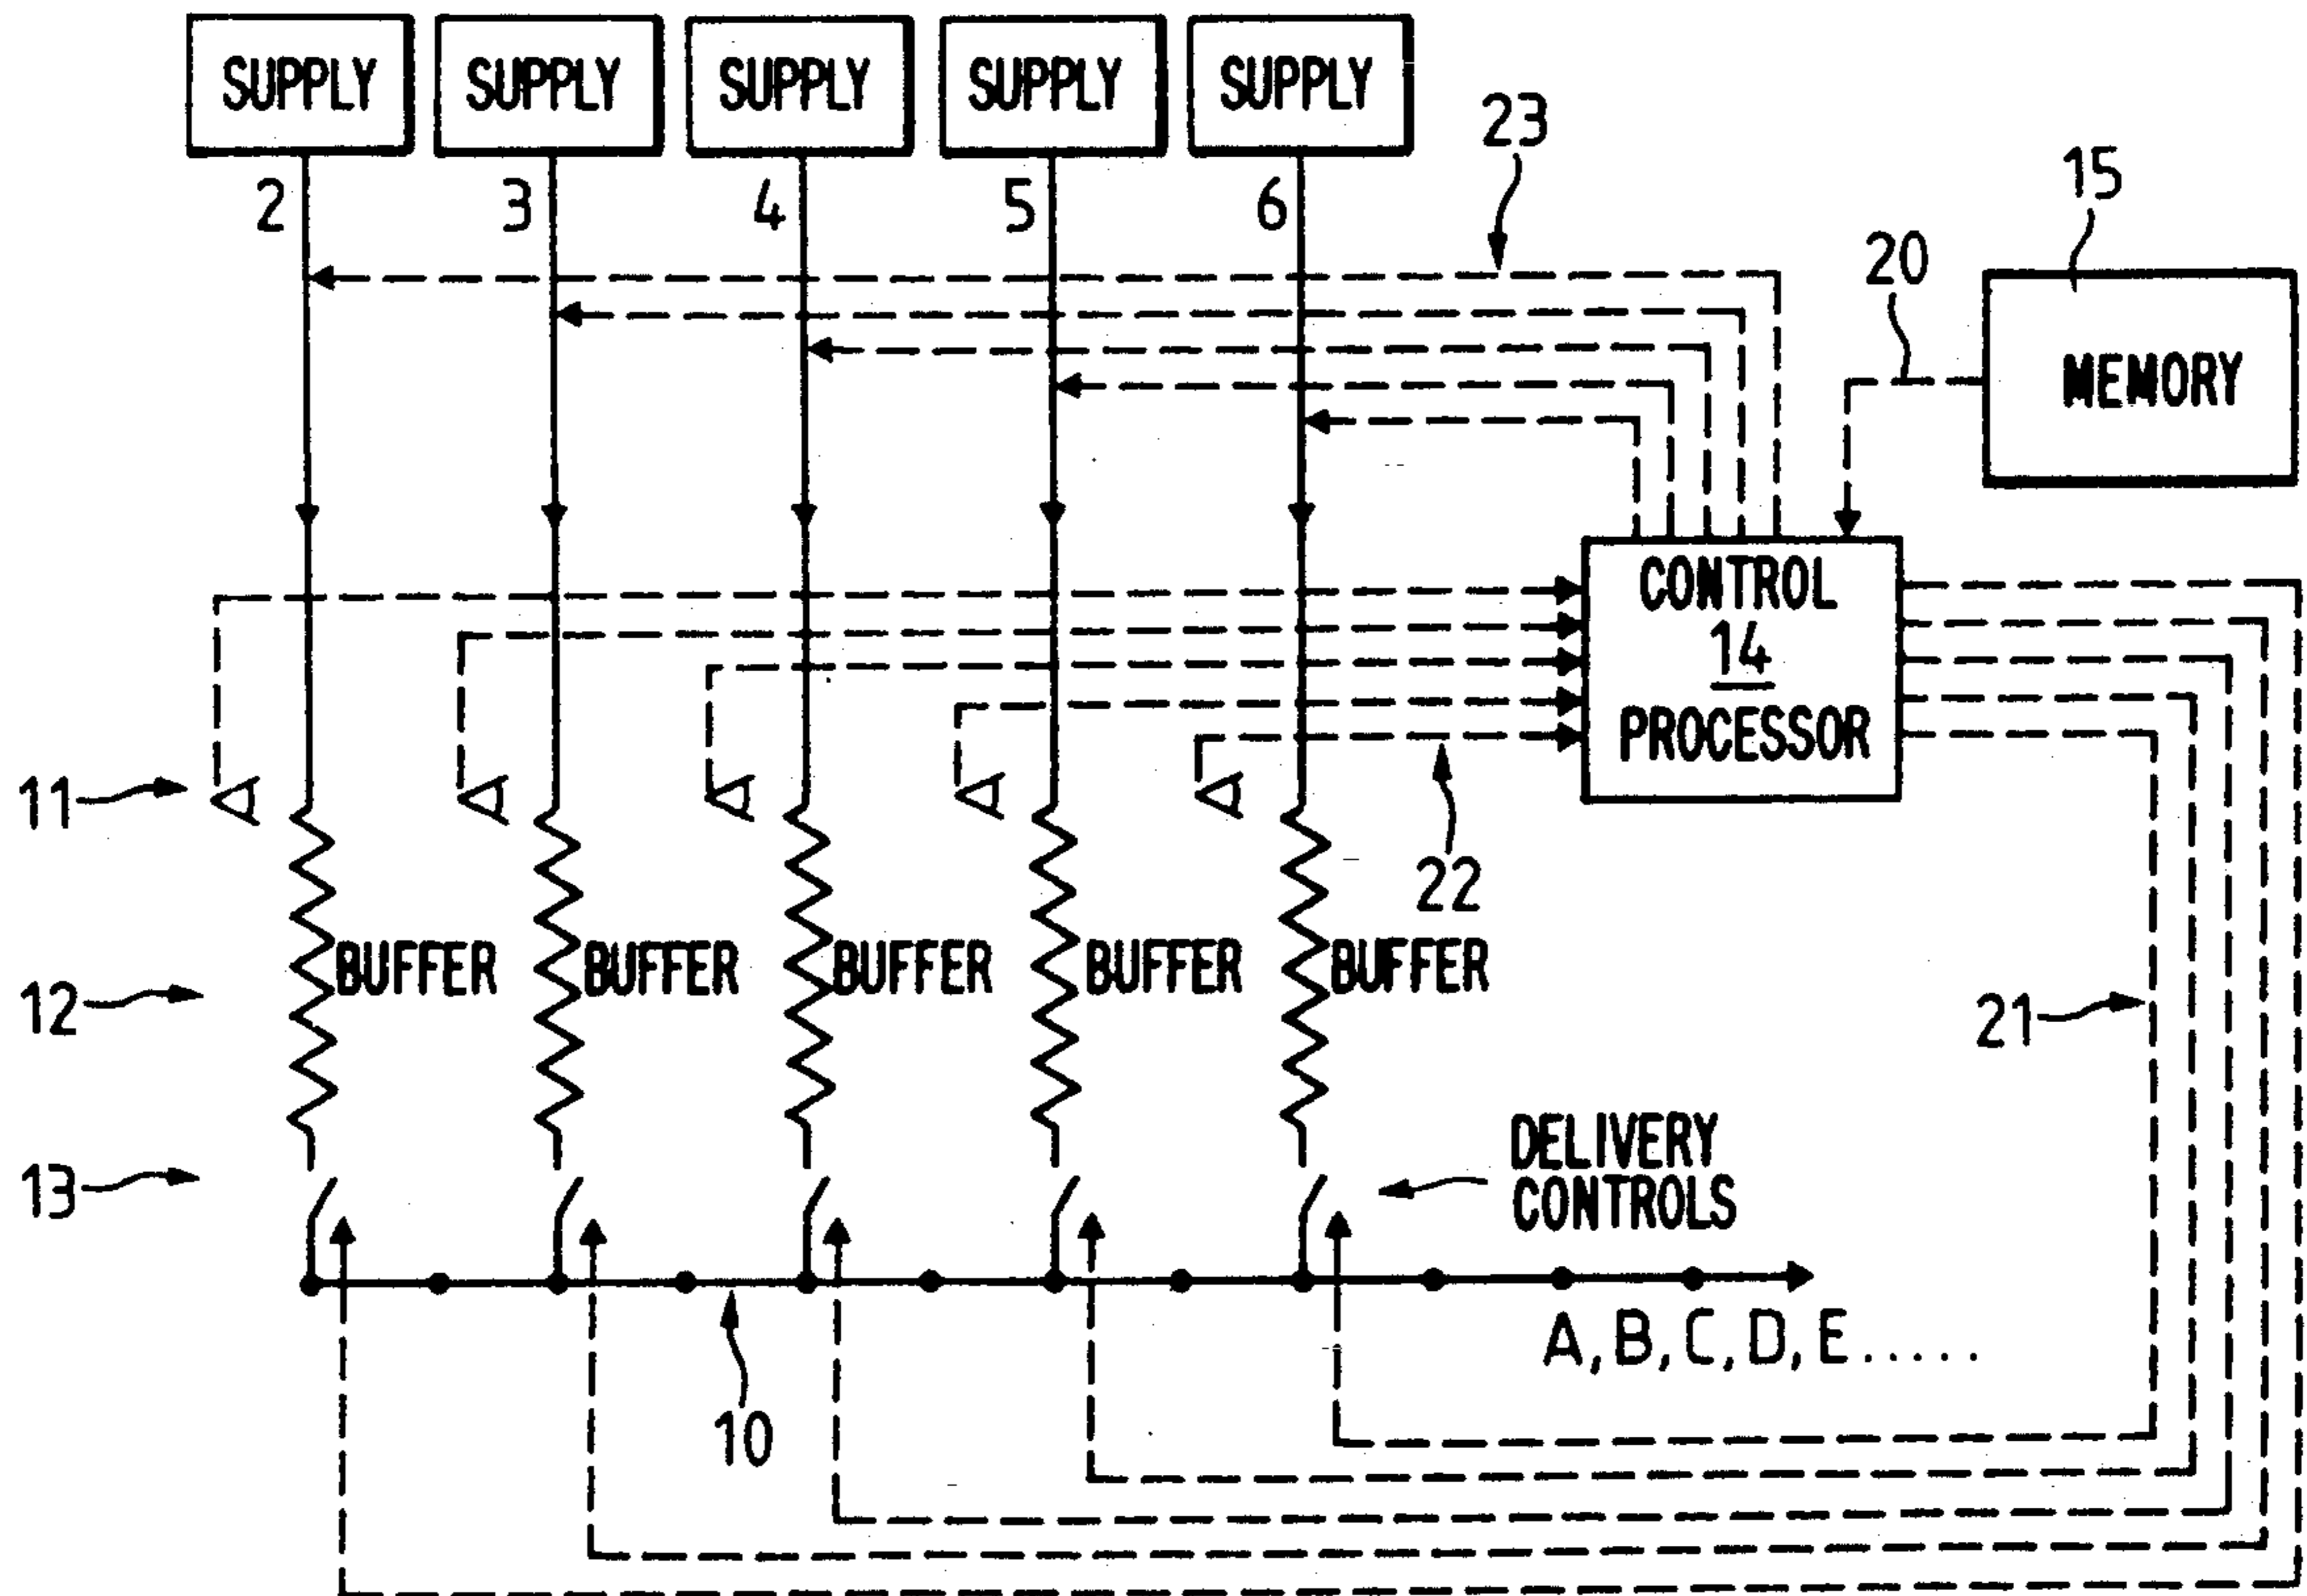 SUPPLY SUPPLY SUPPLY SUPPLY SUPPLY
23
2 3 4 5 6
15
20
MEMORY
CONTROL
14
PROCESSOR
11
22
BUFFER BUFFER BUFFER BUFFER BUFFER
12
21
DELIVERY
CONTROLS
13
A, B, C, D, E.....
10